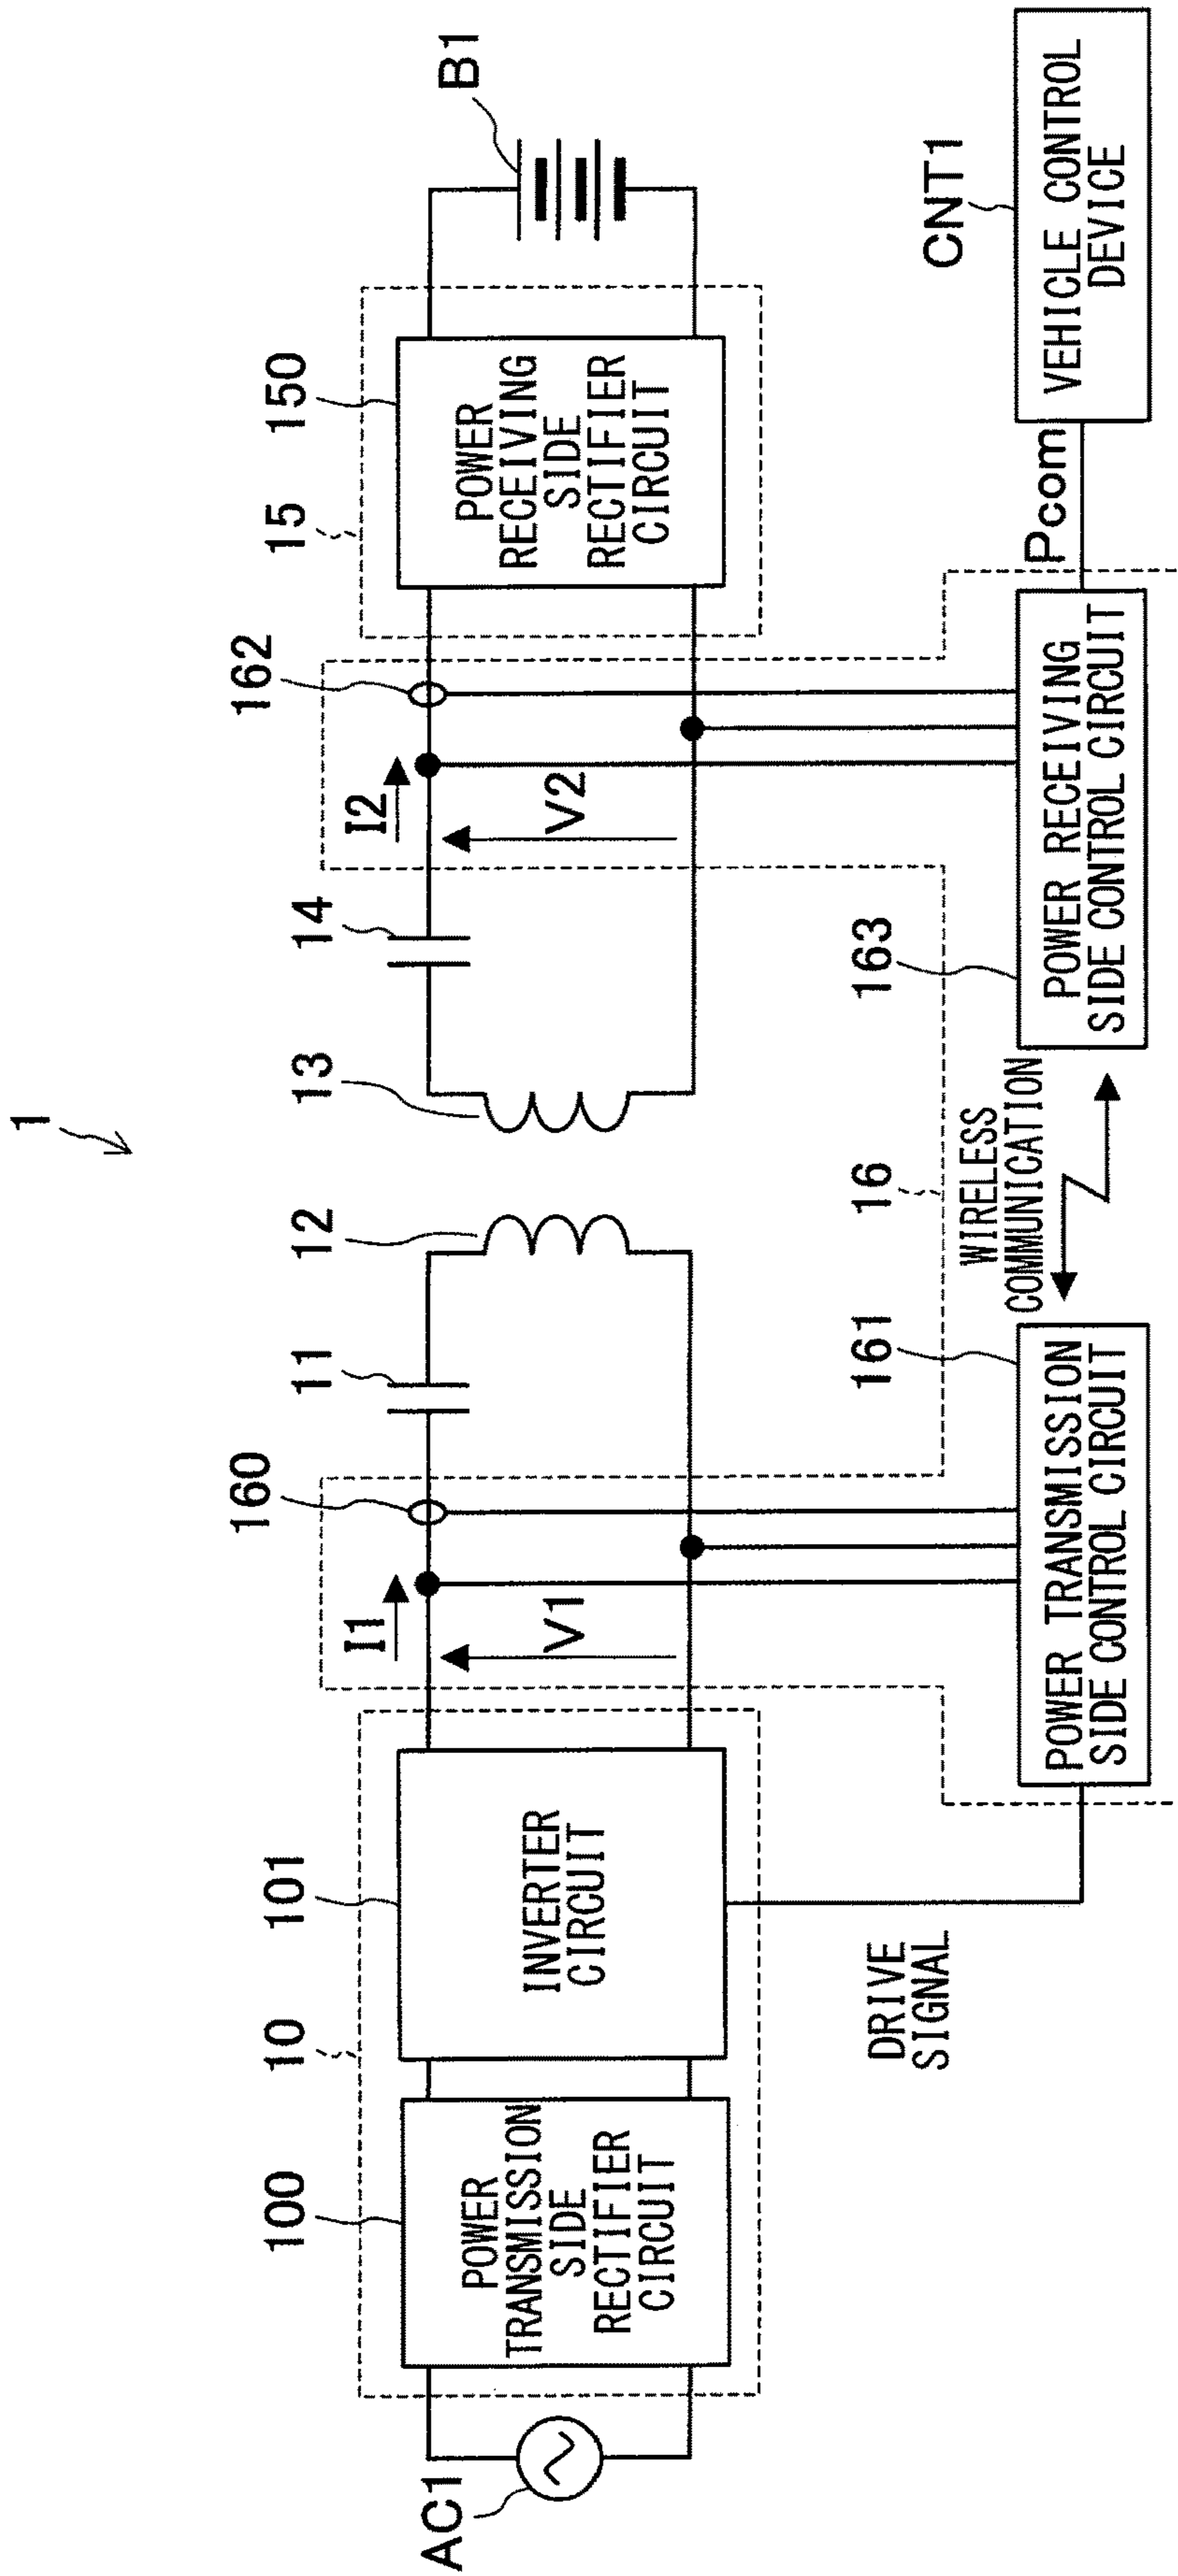 1
AC1
10
100
POWER
TRANSMISSION
SIDE
RECTIFIER
CIRCUIT
101
INVERTER
CIRCUIT
DRIVE
SIGNAL
I1
V1
160
11
12
13
14
I2
V2
162
15
150
POWER
RECEIVING
SIDE
RECTIFIER
CIRCUIT
B1
161
POWER TRANSMISSION
SIDE CONTROL CIRCUIT
16
WIRELESS
COMMUNICATION
163
POWER RECEIVING
SIDE CONTROL CIRCUIT
Pcom
CNT1
VEHICLE CONTROL
DEVICE